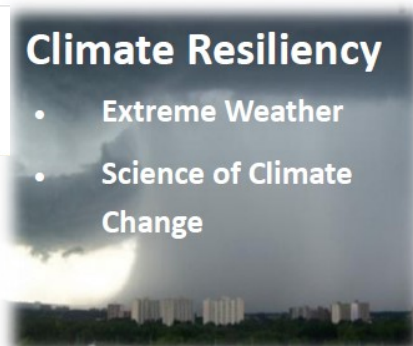 Climate Resiliency
• Extreme Weather
• Science of Climate
Change